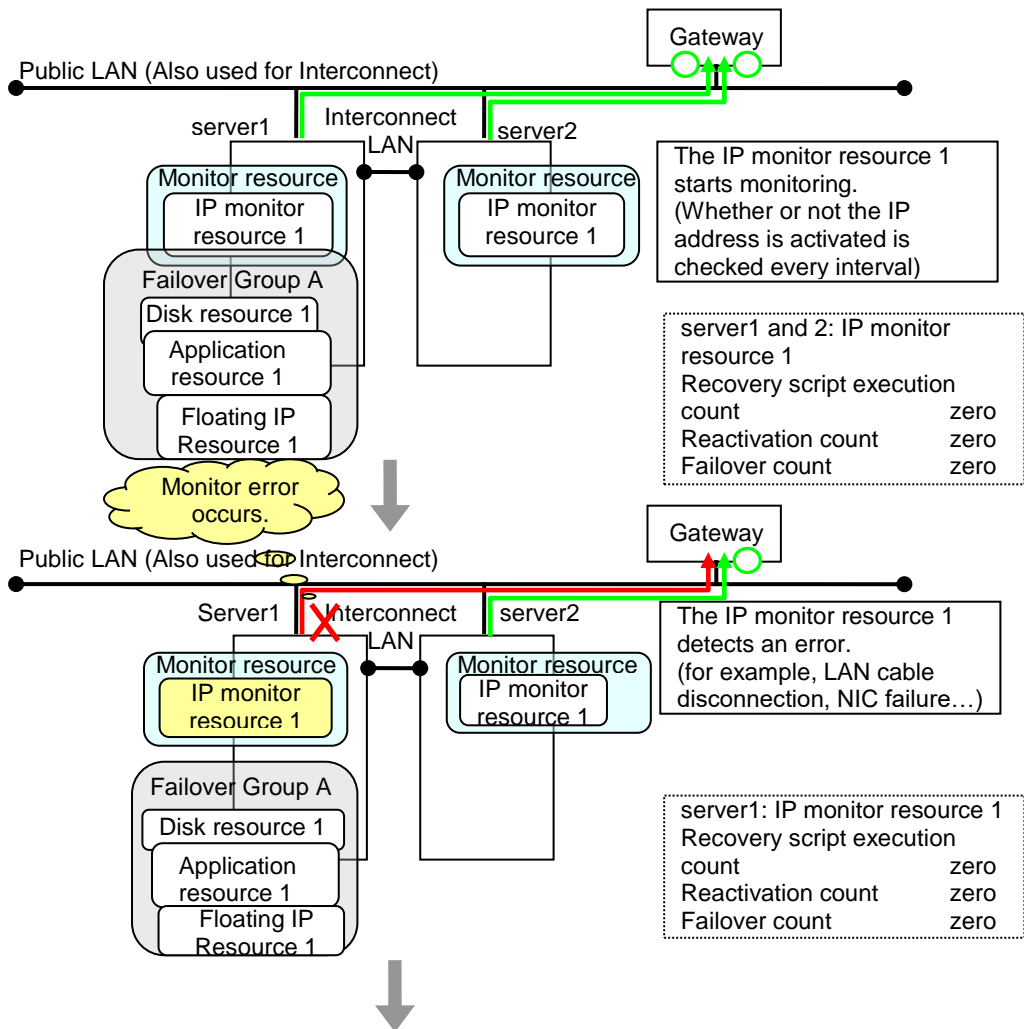 Gateway
Public LAN (Also used for Interconnect)
server1
Interconnect
LAN
server2
Monitor resource
IP monitor
resource 1
Monitor resource
IP monitor
resource 1
The IP monitor resource 1
starts monitoring.
(Whether or not the IP
address is activated is
checked every interval)
Failover Group A
Disk resource 1
Application
resource 1
Floating IP
Resource 1
server1 and 2: IP monitor
resource 1
Recovery script execution
count zero
Reactivation count zero
Failover count zero
Monitor error
occurs.
Gateway
Public LAN (Also used for Interconnect)
Server1
Interconnect
LAN
server2
Monitor resource
IP monitor
resource 1
Monitor resource
IP monitor
resource 1
The IP monitor resource 1
detects an error.
(for example, LAN cable
disconnection, NIC failure…)
Failover Group A
Disk resource 1
Application
resource 1
Floating IP
Resource 1
server1: IP monitor resource 1
Recovery script execution
count zero
Reactivation count zero
Failover count zero